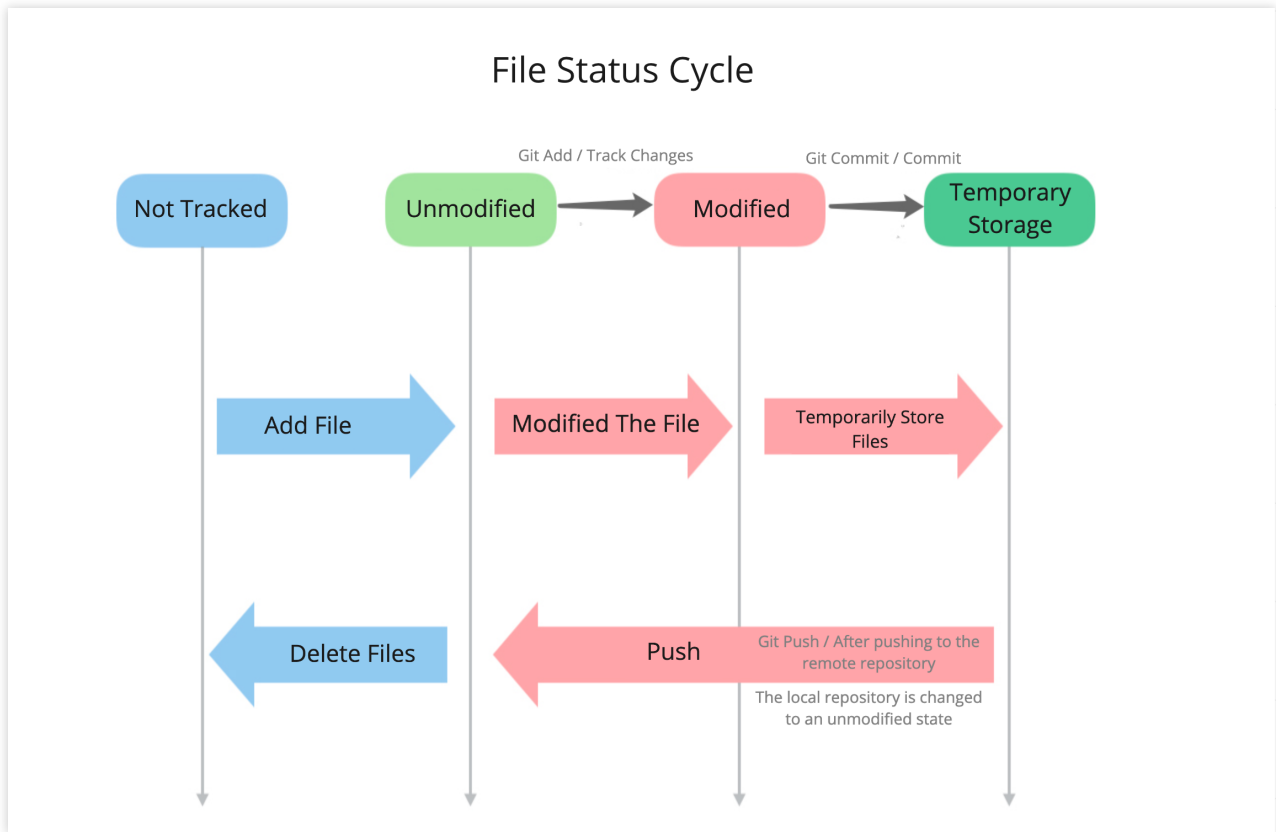 File Status Cycle
Git Add / Track Changes
Git Commit / Commit
Not Tracked
Unmodified
Modified
Temporary
Storage
Add File
Modified The File
Temporarily Store
Files
Delete Files
Push
Git Push / After pushing to the
remote repository
The local repository is changed
to an unmodified state